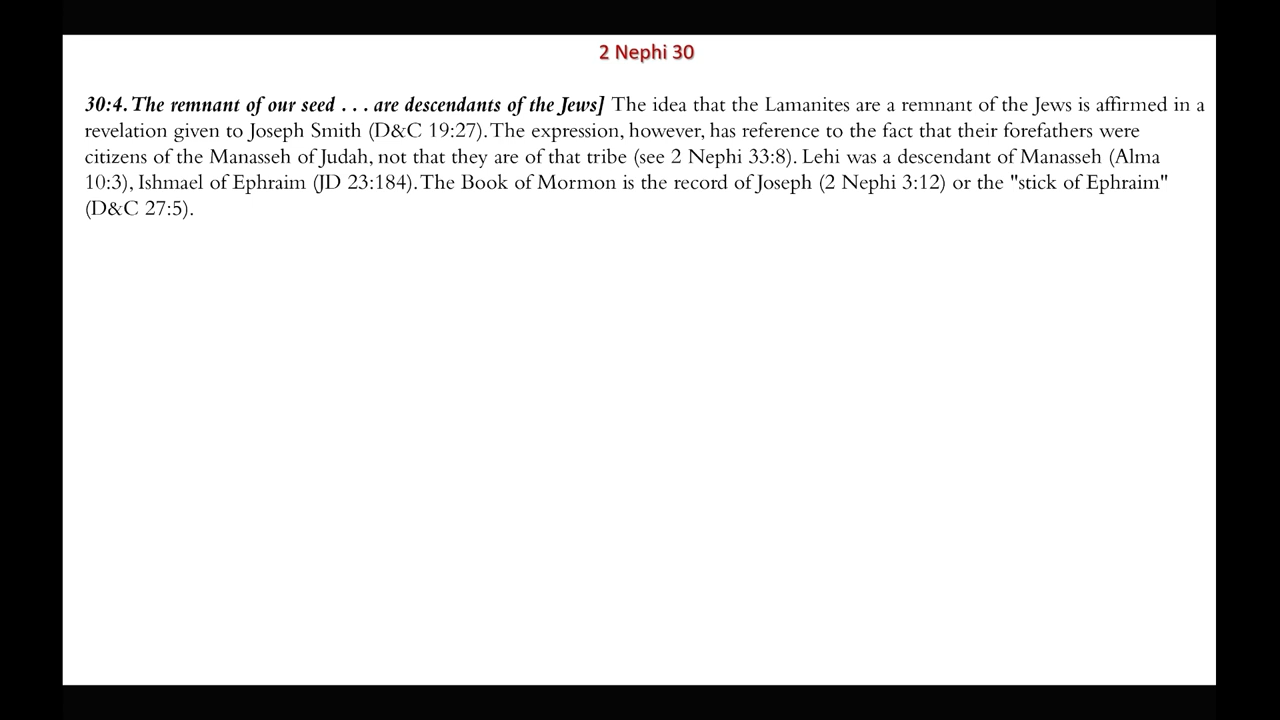 2 Nephi 30
30:4. The remnant of our seed . . . are descendants of the Jews] The idea that the Lamanites are a remnant of the Jews is affirmed in a
revelation given to Joseph Smith (D&C 19:27). The expression, however, has reference to the fact that their forefathers were
citizens of the Manasseh of Judah, not that they are of that tribe (see 2 Nephi 33:8). Lehi was a descendant of Manasseh (Alma
10:3), Ishmael of Ephraim (JD 23:184). The Book of Mormon is the record of Joseph (2 Nephi 3:12) or the "stick of Ephraim"
(D&C 27:5).